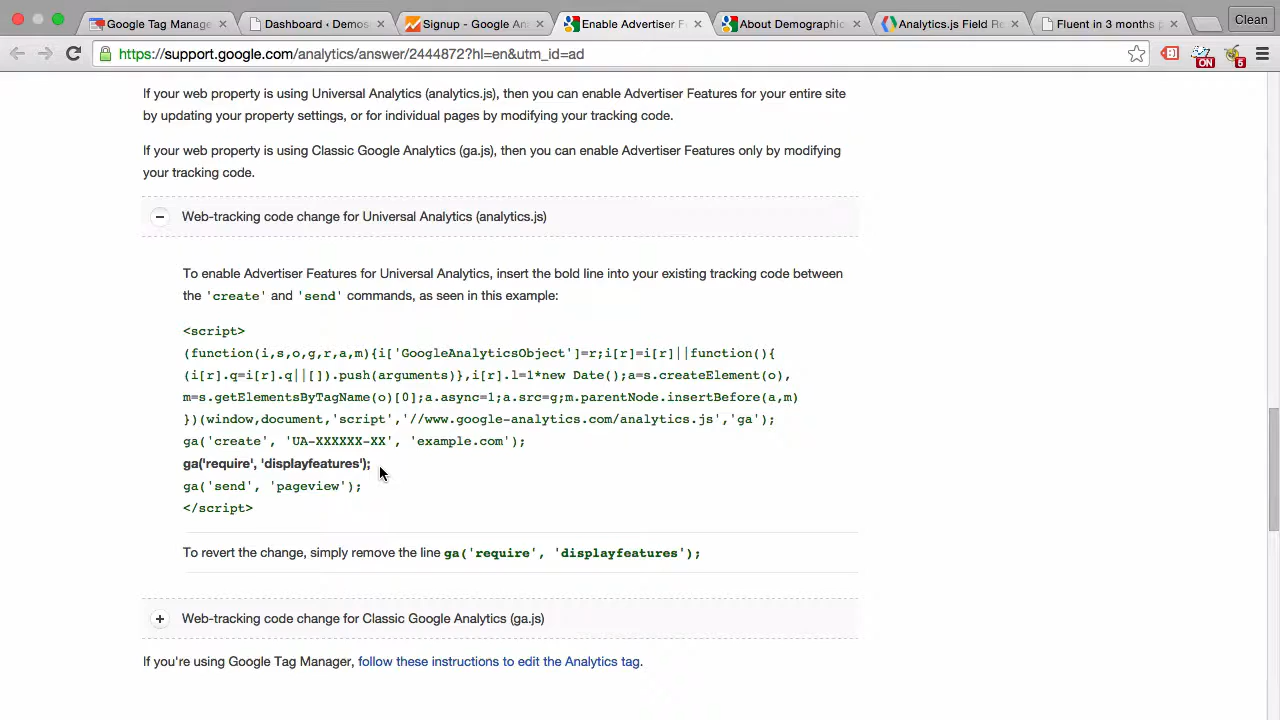 Google Tag Manage
Dashboard ‹ Demos
Signup - Google An
Enable Advertiser F
About Demographic
Analytics.js Field Re
Fluent in 3 months p
Clean
https://support.google.com/analytics/answer/2444872?hl=en&utm_id=ad
ON
6
If your web property is using Universal Analytics (analytics.js), then you can enable Advertiser Features for your entire site
by updating your property settings, or for individual pages by modifying your tracking code.
If your web property is using Classic Google Analytics (ga.js), then you can enable Advertiser Features only by modifying
your tracking code.
Web-tracking code change for Universal Analytics (analytics.js)
To enable Advertiser Features for Universal Analytics, insert the bold line into your existing tracking code between
the 'create' and 'send' commands, as seen in this example:
<script>
(function(i,s,o,g,r,a,m){i['GoogleAnalyticsObject']=r;i[r]=i[r]||function(){
(i[r].q=i[r].q||[]).push(arguments)},i[r].l=1*new Date();a=s.createElement(o),
m=s.getElementsByTagName(o)[0];a.async=1;a.src=g;m.parentNode.insertBefore(a,m)
})(window,document,'script','//www.google-analytics.com/analytics.js','ga');
ga('create', 'UA-XXXXXX-XX', 'example.com');
ga('require', 'displayfeatures');
ga('send', 'pageview');
</script>
To revert the change, simply remove the line ga('require', 'displayfeatures');
Web-tracking code change for Classic Google Analytics (ga.js)
If you're using Google Tag Manager, follow these instructions to edit the Analytics tag.